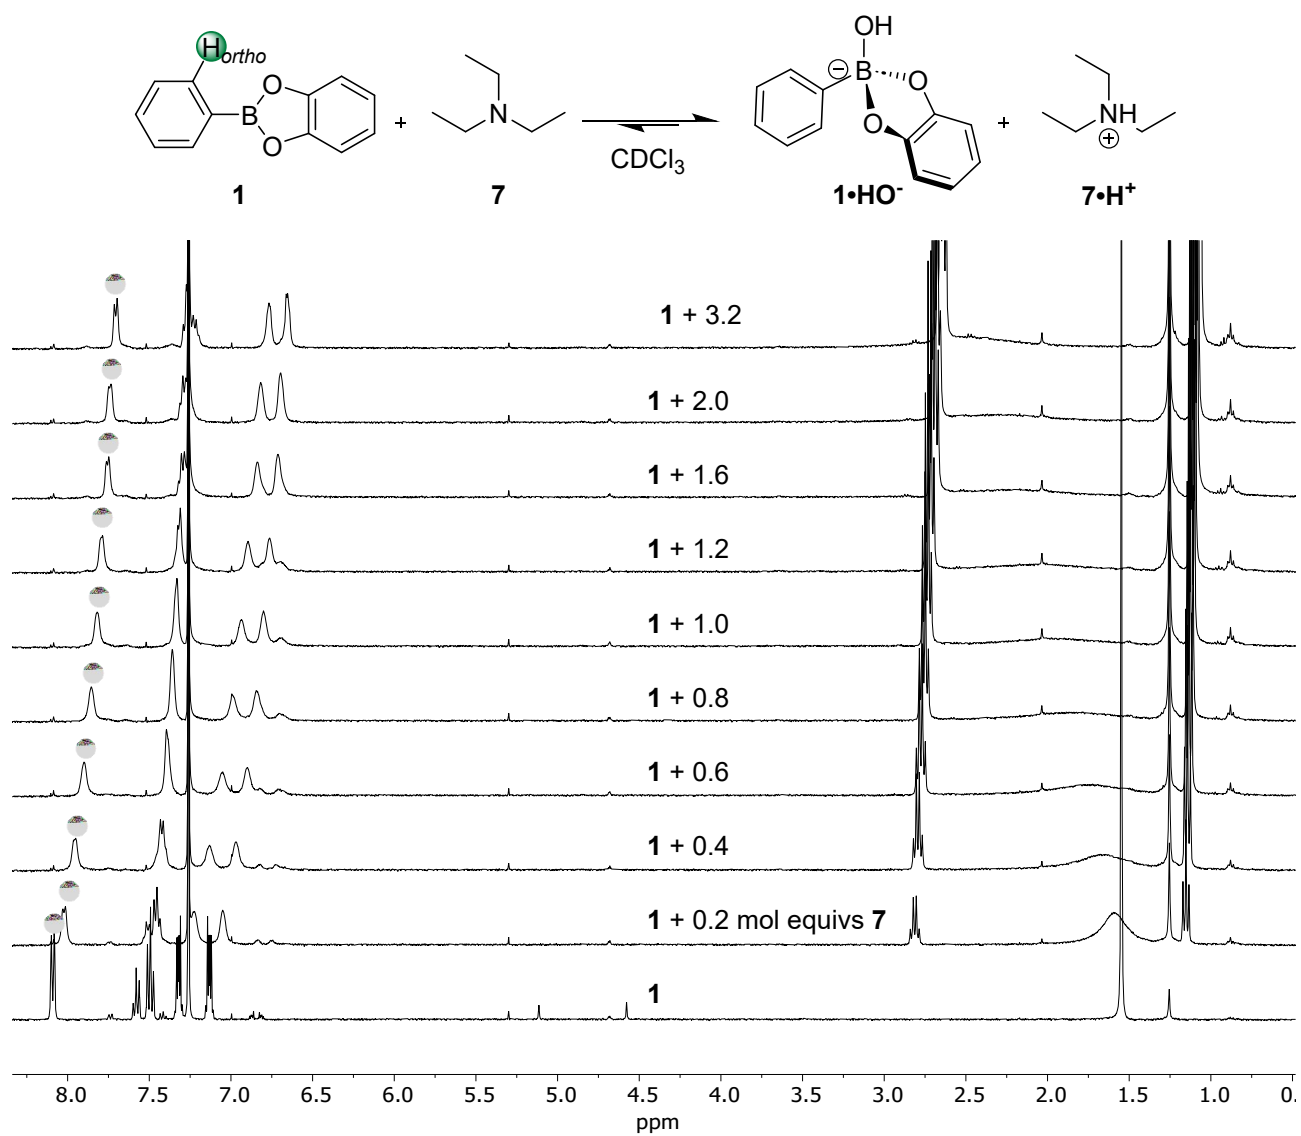 OH
Hortho
O
B
O
+
N
CDCl3
⊖
B
O
O
+
NH
⊕
1
7
1•HO-
7•H+
1 + 3.2
1 + 2.0
1 + 1.6
1 + 1.2
1 + 1.0
1 + 0.8
1 + 0.6
1 + 0.4
1 + 0.2 mol equivs 7
1
8.0 7.5 7.0 6.5 6.0 5.5 5.0 4.5 4.0 3.5 3.0 2.5 2.0 1.5 1.0 0.
ppm